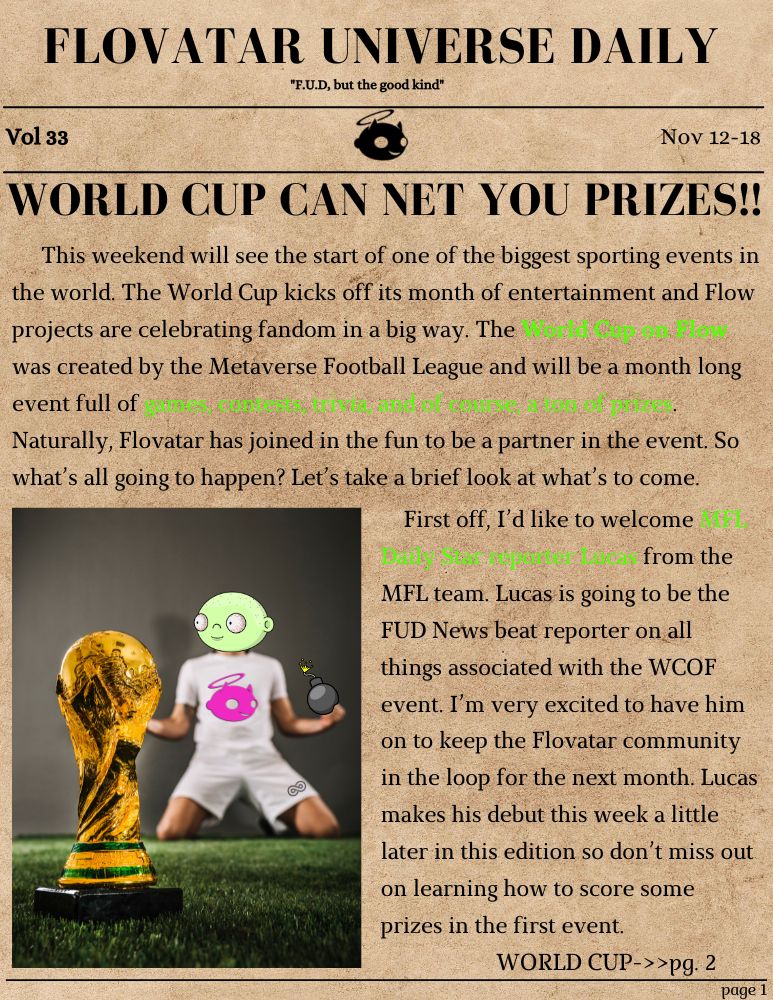 FLOVATAR UNIVERSE DAILY
"F.U.D, but the good kind"
Vol 33
Nov 12-18
WORLD CUP CAN NET YOU PRIZES!!
This weekend will see the start of one of the biggest sporting events in
the world. The World Cup kicks off its month of entertainment and Flow
projects are celebrating fandom in a big way. The World Cup on Flow
was created by the Metaverse Football League and will be a month long
event full of games, contests, trivia, and of course, a ton of prizes.
Naturally, Flovatar has joined in the fun to be a partner in the event. So
what's all going to happen? Let's take a brief look at what's to come.
First off, I'd like to welcome MFL
Daily Star reporter Lucas from the
MFL team. Lucas is going to be the
FUD News beat reporter on all
things associated with the WCOF
event. I'm very excited to have him
on to keep the Flovatar community
in the loop for the next month. Lucas
makes his debut this week a little
later in this edition so don't miss out
on learning how to score some
prizes in the first event.
WORLD CUP->>pg. 2
page 1